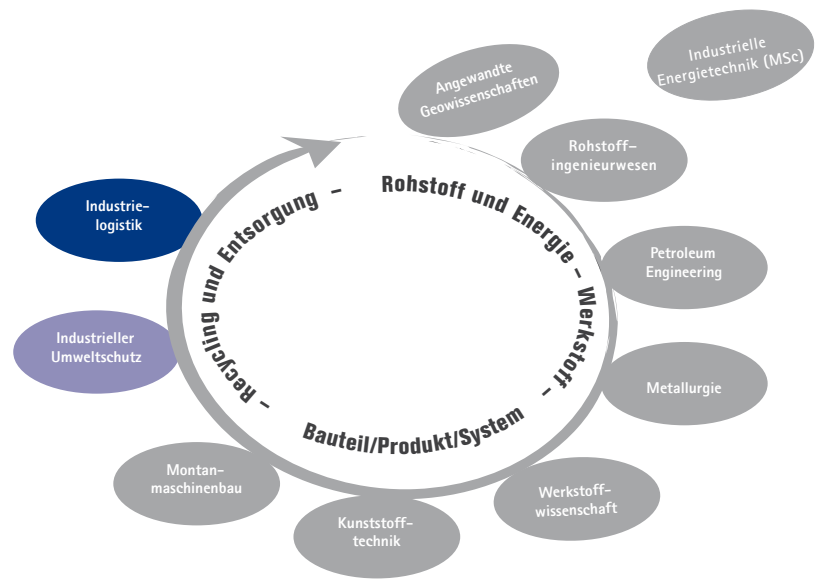 Industrielle
Energietechnik (MSc)
Angewandte
Geowissenschaften
Rohstoff-
ingenieurwesen
Petroleum
Engineering
Metallurgie
Werkstoff-
wissenschaft
Kunststoff-
technik
Montan-
maschinenbau
Industrieller
Umweltschutz
Industrie-
logistik
Rohstoff und Energie – Werkstoff –
Bauteil/Produkt/System
– Recycling und Entsorgung –